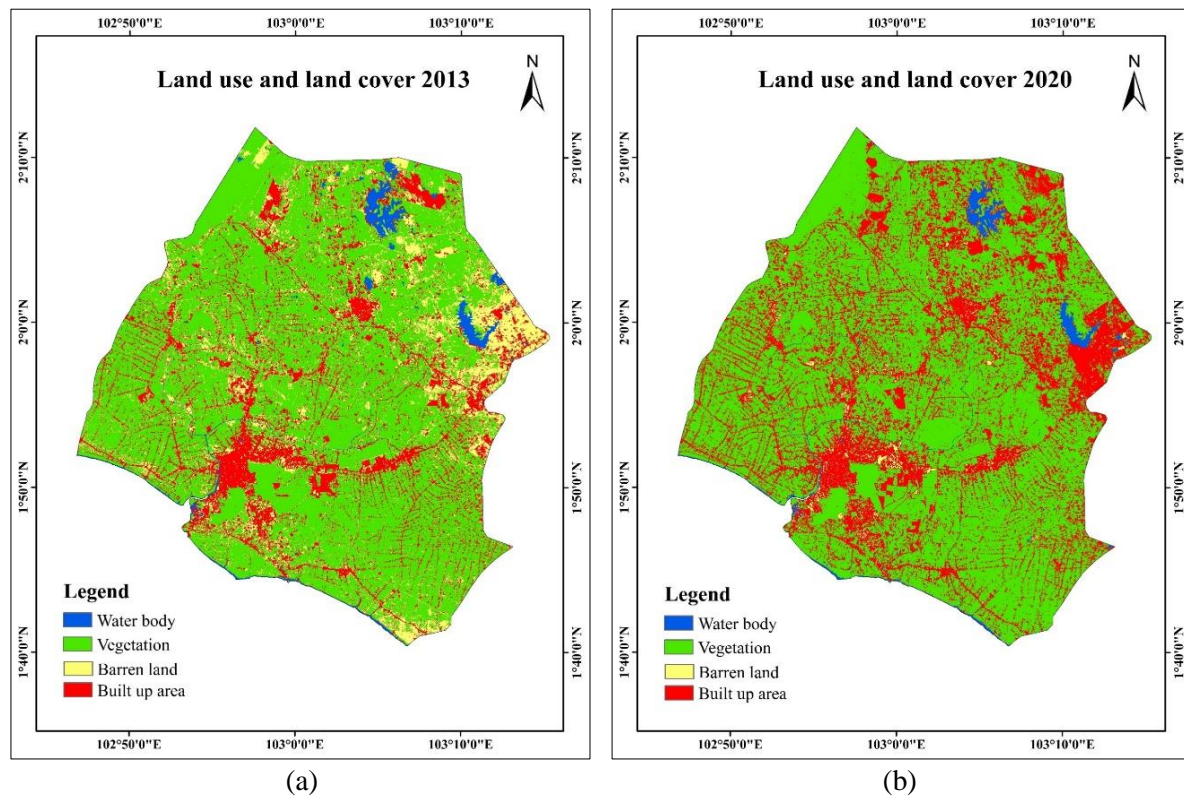 102°50'0"E 103°0'0"E 103°10'0"E
Land use and land cover 2013
N
2°10'0"N 2°10'0"N
2°0'0"N 2°0'0"N
1°50'0"N 1°50'0"N
1°40'0"N 1°40'0"N
Legend
Water body
Vegetation
Barren land
Built up area
102°50'0"E 103°0'0"E 103°10'0"E
(a)
102°50'0"E 103°0'0"E 103°10'0"E
Land use and land cover 2020
N
2°10'0"N 2°10'0"N
2°0'0"N 2°0'0"N
1°50'0"N 1°50'0"N
1°40'0"N 1°40'0"N
Legend
Water body
Vegetation
Barren land
Built up area
102°50'0"E 103°0'0"E 103°10'0"E
(b)